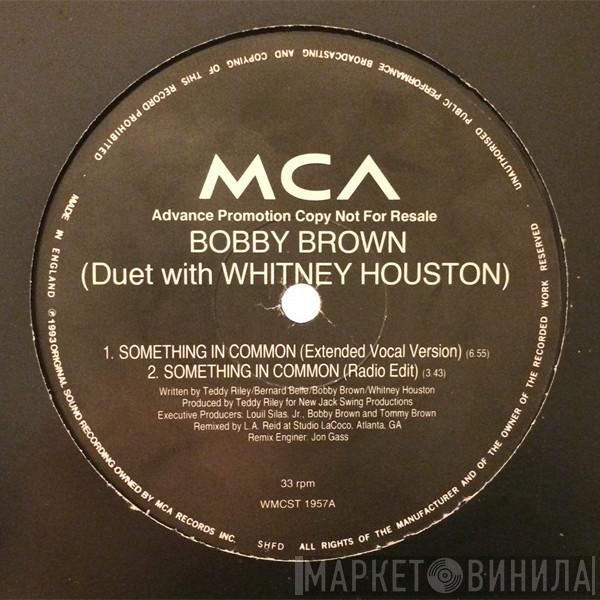 MCA
Advance Promotion Copy Not For Resale
BOBBY BROWN
(Duet with WHITNEY HOUSTON)
1. SOMETHING IN COMMON (Extended Vocal Version) (6.55)
2. SOMETHING IN COMMON (Radio Edit) (3.43)
Written by Teddy Riley/Bernard Belle/Bobby Brown/Whitney Houston
Produced by Teddy Riley for New Jack Swing Productions
Executive Producers: Louil Silas, Jr., Bobby Brown and Tommy Brown
Remixed by L.A. Reid at Studio LaCoco, Atlanta, GA
Remix Enginer: Jon Gass
33 rpm
WMCST 1957A
MADE IN ENGLAND ℗ 1993 ORIGINAL SOUND RECORDING OWNED BY MCA RECORDS INC. SHFD ALL RIGHTS OF THE MANUFACTURER AND OF THE OWNER OF THE RECORDED WORK RESERVED
UNAUTHORISED PUBLIC PERFORMANCE BROADCASTING AND COPYING OF THIS RECORD PROHIBITED
МАРКЕТ ВИНИЛА